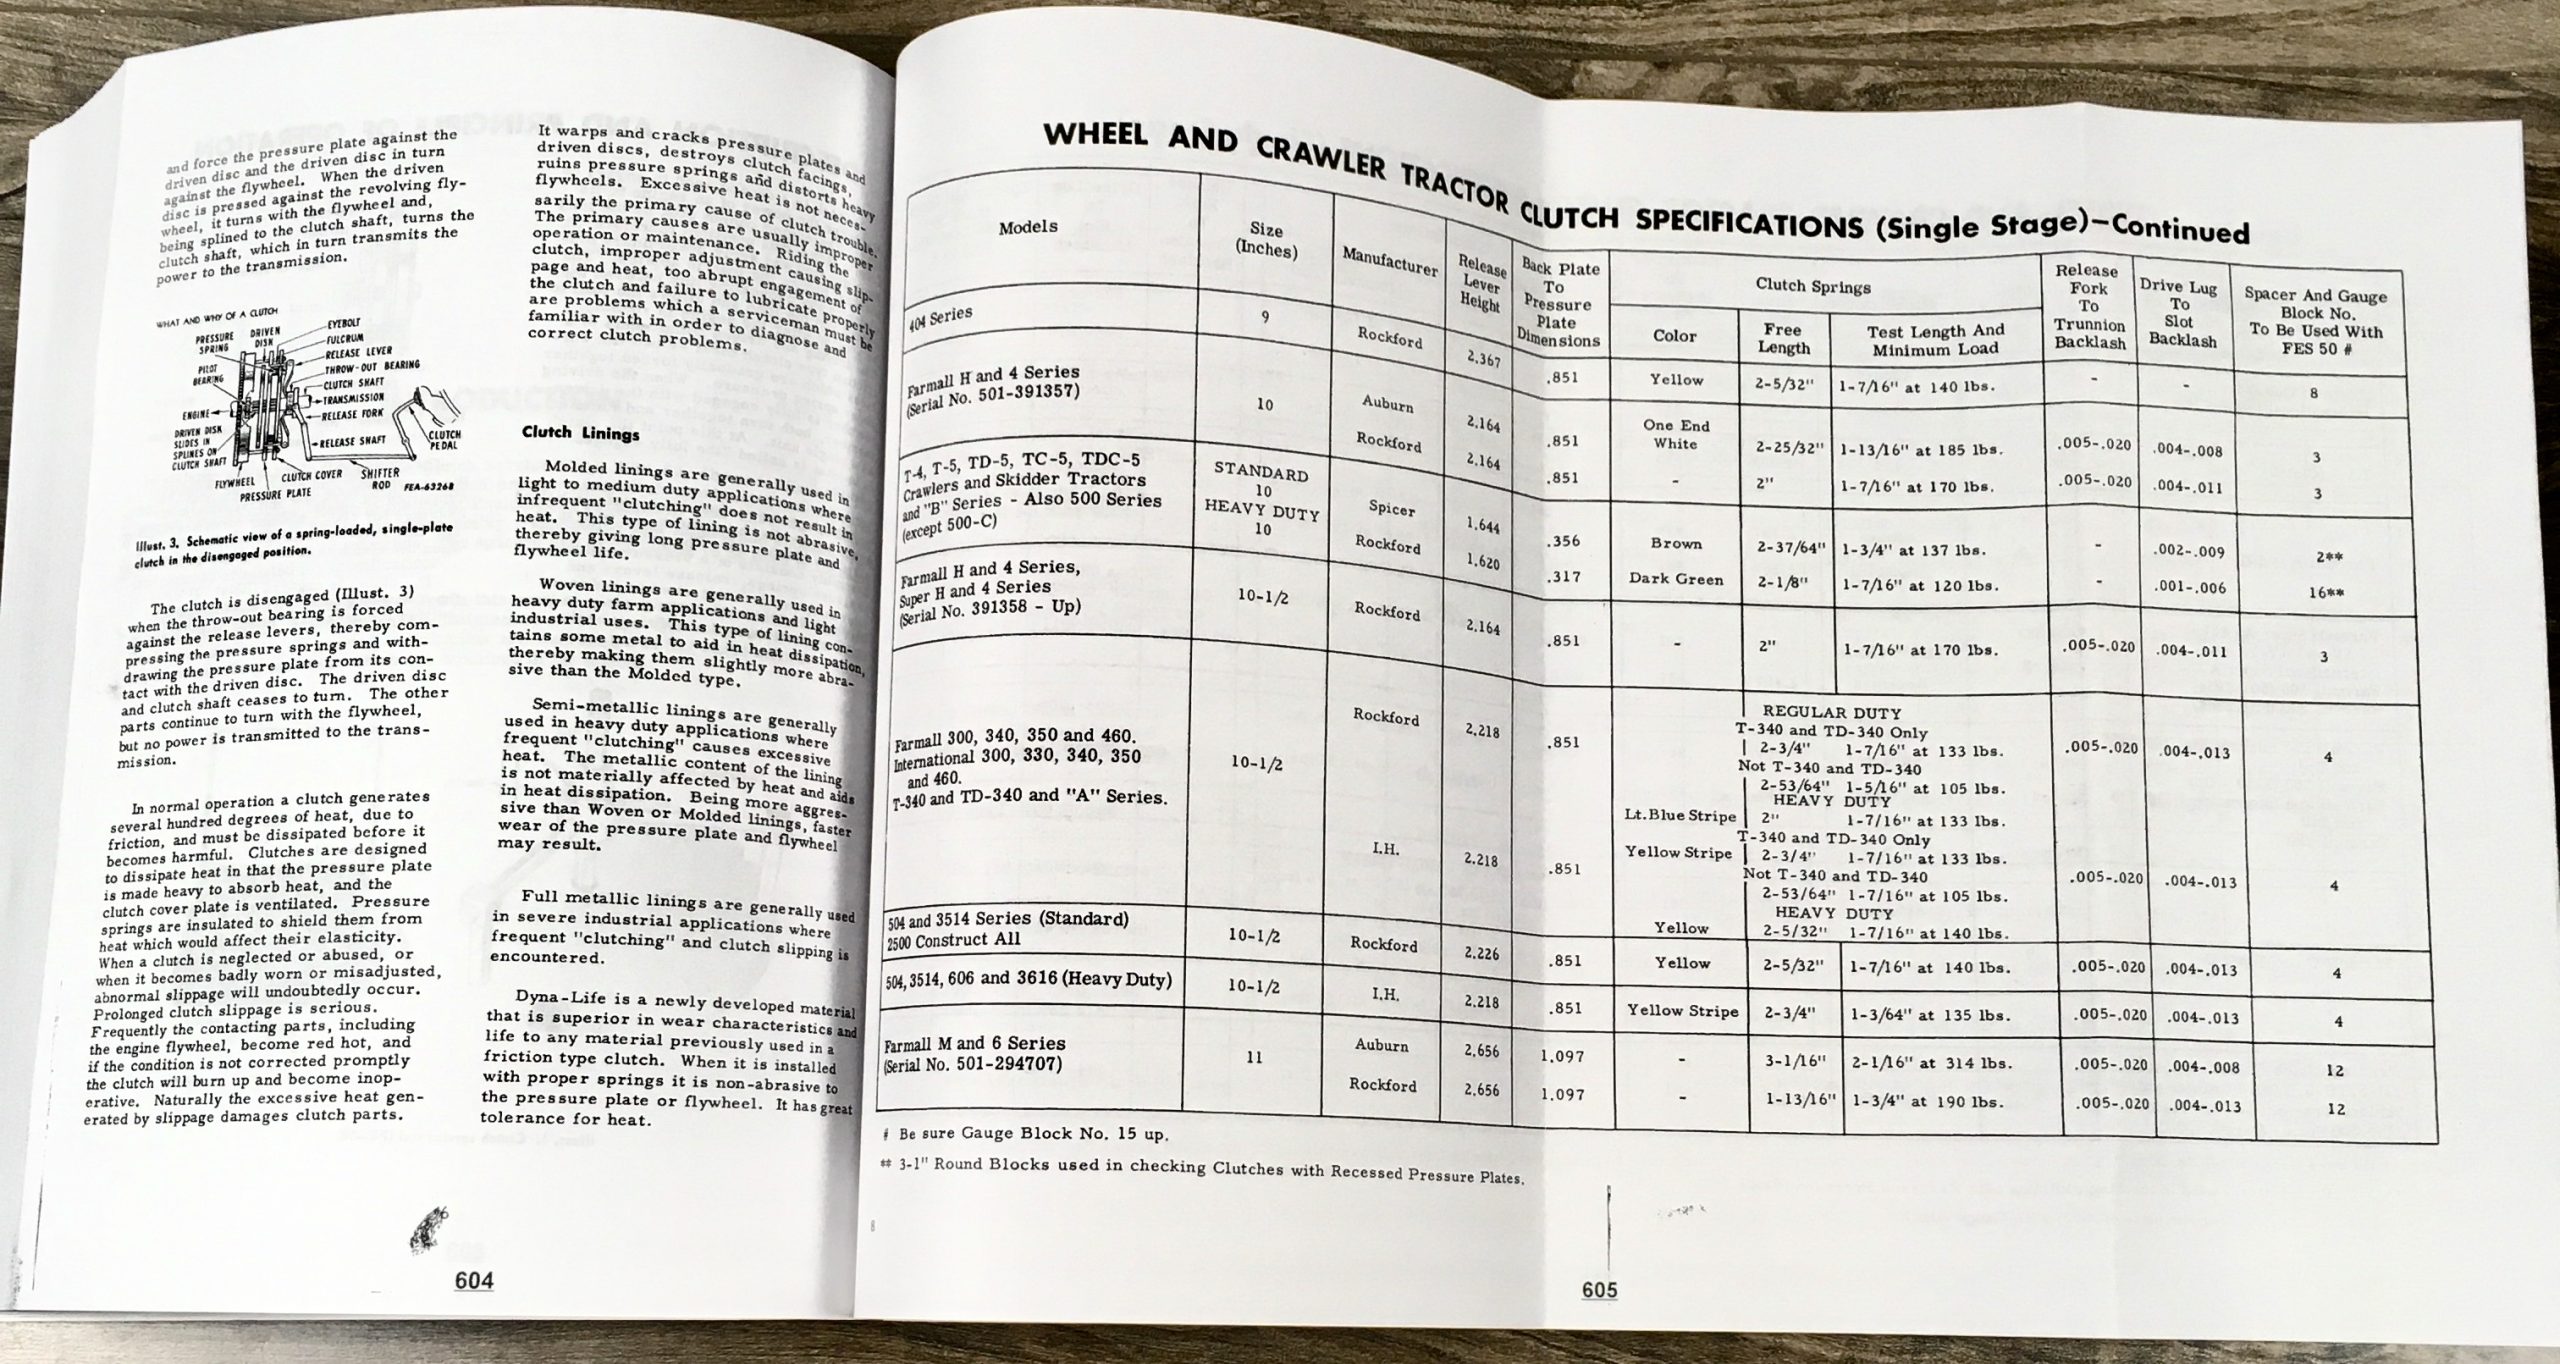 and force the pressure plate against the
driven disc and the driven disc in turn
against the flywheel. When the driven
disc is pressed against the revolving fly-
wheel, it turns with the flywheel and,
being splined to the clutch shaft, turns the
clutch shaft, which in turn transmits the
power to the transmission.
WHAT AND WHY OF A CLUTCH
PRESSURE SPRING
DRIVEN DISK
EYEBOLT
FULCRUM
RELEASE LEVER
PILOT BEARING
THROW-OUT BEARING
CLUTCH SHAFT
TRANSMISSION
ENGINE
RELEASE FORK
DRIVEN DISK
SLIDES IN
SPLINES ON
CLUTCH SHAFT
RELEASE SHAFT
CLUTCH PEDAL
FLYWHEEL
CLUTCH COVER
SHIFTER ROD
PRESSURE PLATE
FEA-63268
Illust. 3. Schematic view of a spring-loaded, single-plate
clutch in the disengaged position.
The clutch is disengaged (Illust. 3)
when the throw-out bearing is forced
against the release levers, thereby com-
pressing the pressure springs and with-
drawing the pressure plate from its con-
tact with the driven disc. The driven disc
and clutch shaft ceases to turn. The other
parts continue to turn with the flywheel,
but no power is transmitted to the trans-
mission.
In normal operation a clutch generates
several hundred degrees of heat, due to
friction, and must be dissipated before it
becomes harmful. Clutches are designed
to dissipate heat in that the pressure plate
is made heavy to absorb heat, and the
clutch cover plate is ventilated. Pressure
springs are insulated to shield them from
heat which would affect their elasticity.
When a clutch is neglected or abused, or
when it becomes badly worn or misadjusted,
abnormal slippage will undoubtedly occur.
Prolonged clutch slippage is serious.
Frequently the contacting parts, including
the engine flywheel, become red hot, and
if the condition is not corrected promptly
the clutch will burn up and become inop-
erative. Naturally the excessive heat gen-
erated by slippage damages clutch parts.
It warps and cracks pressure plates and
driven discs, destroys clutch facings,
ruins pressure springs and distorts heavy
flywheels. Excessive heat is not neces-
sarily the primary cause of clutch trouble.
The primary causes are usually improper
operation or maintenance. Riding the
clutch, improper adjustment causing slip-
page and heat, too abrupt engagement of
the clutch and failure to lubricate properly
are problems which a serviceman must be
familiar with in order to diagnose and
correct clutch problems.
Clutch Linings
Molded linings are generally used in
light to medium duty applications where
infrequent "clutching" does not result in
heat. This type of lining is not abrasive,
thereby giving long pressure plate and
flywheel life.
Woven linings are generally used in
heavy duty farm applications and light
industrial uses. This type of lining con-
tains some metal to aid in heat dissipation,
thereby making them slightly more abra-
sive than the Molded type.
Semi-metallic linings are generally
used in heavy duty applications where
frequent "clutching" causes excessive
heat. The metallic content of the lining
is not materially affected by heat and aids
in heat dissipation. Being more aggres-
sive than Woven or Molded linings, faster
wear of the pressure plate and flywheel
may result.
Full metallic linings are generally used
in severe industrial applications where
frequent "clutching" and clutch slipping is
encountered.
Dyna-Life is a newly developed material
that is superior in wear characteristics and
life to any material previously used in a
friction type clutch. When it is installed
with proper springs it is non-abrasive to
the pressure plate or flywheel. It has great
tolerance for heat.
604
WHEEL AND CRAWLER TRACTOR CLUTCH SPECIFICATIONS (Single Stage)-Continued
Models
Size (Inches)
Manufacturer
Release Lever Height
Back Plate To Pressure Plate Dimensions
Clutch Springs
Color
Free Length
Test Length And Minimum Load
Release Fork To Trunnion Backlash
Drive Lug To Slot Backlash
Spacer And Gauge Block No. To Be Used With FES 50 #
404 Series 9 Rockford 2.367 .851 Yellow 2-5/32" 1-7/16" at 140 lbs. - - 8
Farmall H and 4 Series
(Serial No. 501-391357)
10
Auburn 2.164 .851 One End White 2-25/32" 1-13/16" at 185 lbs. .005-.020 .004-.008 3
Rockford 2.164 .851 - 2" 1-7/16" at 170 lbs. .005-.020 .004-.011 3
T-4, T-5, TD-5, TC-5, TDC-5
Crawlers and Skidder Tractors
and "B" Series - Also 500 Series
(except 500-C)
STANDARD
10
HEAVY DUTY
10
Spicer 1.644 .356 Brown 2-37/64" 1-3/4" at 137 lbs. - .002-.009 2**
Rockford 1.620 .317 Dark Green 2-1/8" 1-7/16" at 120 lbs. - .001-.006 16**
Farmall H and 4 Series,
Super H and 4 Series
(Serial No. 391358 - Up)
10-1/2 Rockford 2.164 .851 - 2" 1-7/16" at 170 lbs. .005-.020 .004-.011 3
Farmall 300, 340, 350 and 460.
International 300, 330, 340, 350
and 460.
T-340 and TD-340 and "A" Series.
10-1/2
Rockford 2.218 .851
REGULAR DUTY
T-340 and TD-340 Only
2-3/4" 1-7/16" at 133 lbs. .005-.020 .004-.013 4
Not T-340 and TD-340
2-53/64" 1-5/16" at 105 lbs.
HEAVY DUTY
Lt.Blue Stripe 2" 1-7/16" at 133 lbs.
I.H. 2.218 .851
T-340 and TD-340 Only
Yellow Stripe 2-3/4" 1-7/16" at 133 lbs.
Not T-340 and TD-340 .005-.020 .004-.013 4
2-53/64" 1-7/16" at 105 lbs.
HEAVY DUTY
Yellow 2-5/32" 1-7/16" at 140 lbs.
504 and 3514 Series (Standard)
2500 Construct All
10-1/2 Rockford 2.226 .851 Yellow 2-5/32" 1-7/16" at 140 lbs. .005-.020 .004-.013 4
504, 3514, 606 and 3616 (Heavy Duty) 10-1/2 I.H. 2.218 .851 Yellow Stripe 2-3/4" 1-3/64" at 135 lbs. .005-.020 .004-.013 4
Farmall M and 6 Series
(Serial No. 501-294707)
11
Auburn 2.656 1.097 - 3-1/16" 2-1/16" at 314 lbs. .005-.020 .004-.008 12
Rockford 2.656 1.097 - 1-13/16" 1-3/4" at 190 lbs. .005-.020 .004-.013 12
# Be sure Gauge Block No. 15 up.
** 3-1" Round Blocks used in checking Clutches with Recessed Pressure Plates.
8
605